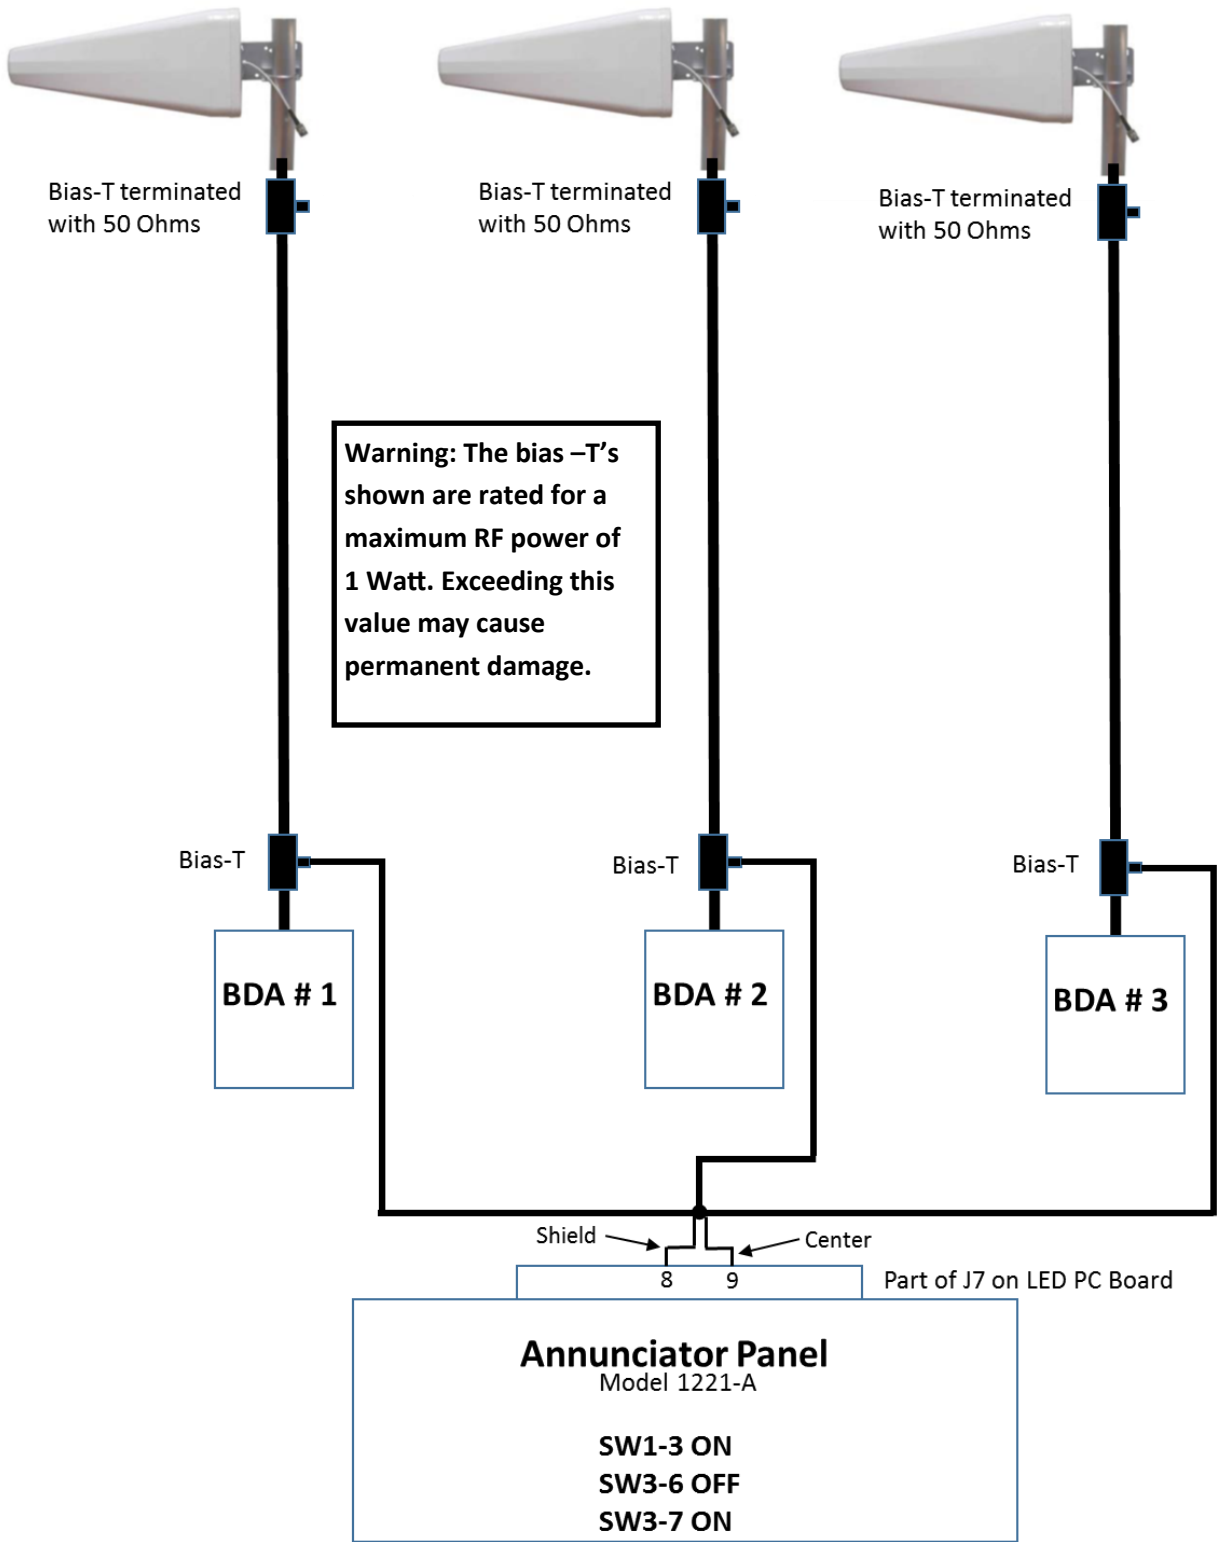 Bias-T terminated
with 50 Ohms
Bias-T terminated
with 50 Ohms
Bias-T terminated
with 50 Ohms
Warning: The bias –T’s
shown are rated for a
maximum RF power of
1 Watt. Exceeding this
value may cause
permanent damage.
Bias-T
Bias-T
Bias-T
BDA # 1
BDA # 2
BDA # 3
Shield
Center
8
9
Part of J7 on LED PC Board
Annunciator Panel
Model 1221-A
SW1-3 ON
SW3-6 OFF
SW3-7 ON